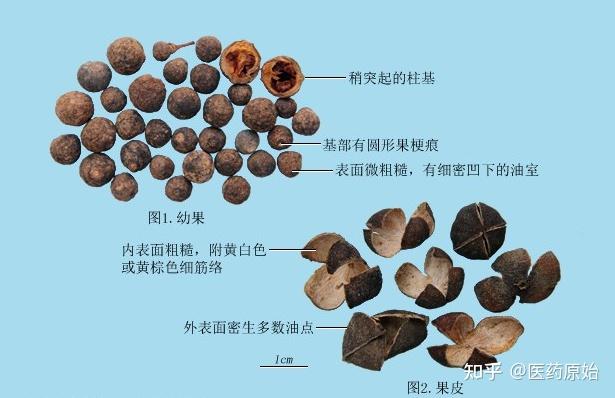 稍突起的柱基
基部有圆形果梗痕
表面微粗糙，有细密凹下的油室
图1.幼果
内表面粗糙，附黄白色
或黄棕色细筋络
外表面密生多数油点
1cm
图2.果皮
知乎 @医药原始